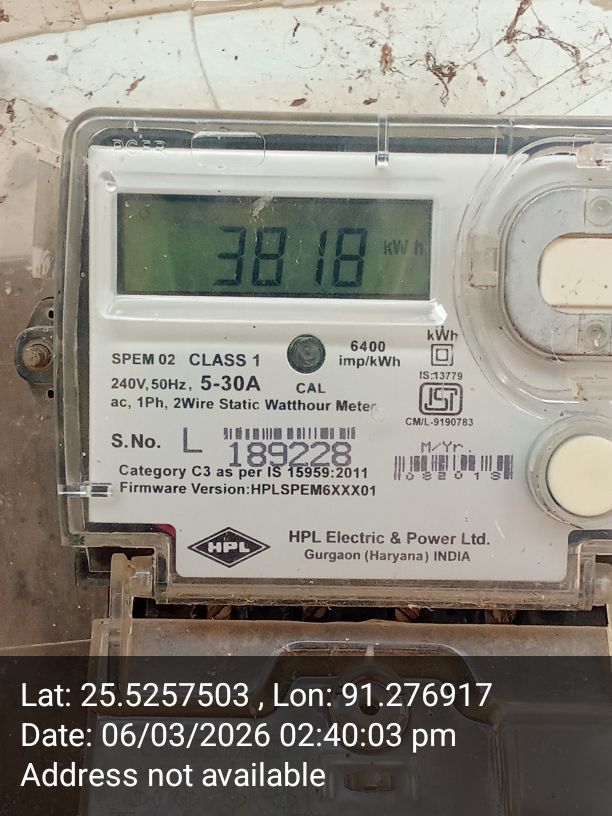 3818 kWh
SPEM 02 CLASS 1
6400
imp/kWh
kWh
240V,50Hz, 5-30A
CAL
IS:13779
ac, 1Ph, 2Wire Static Watthour Meter
ISI
CM/L-9190783
S.No. L 189228
M/Yr.
082018
Category C3 as per IS 15959:2011
Firmware Version:HPLSPEM6XXX01
HPL
HPL Electric & Power Ltd.
Gurgaon (Haryana) INDIA
Lat: 25.5257503 , Lon: 91.276917
Date: 06/03/2026 02:40:03 pm
Address not available